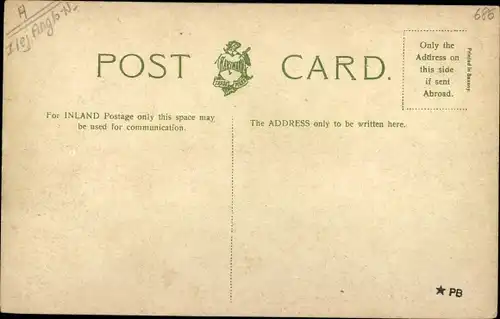 A
686
POST CARD.
Only the
Address on
this side
if sent
Abroad.
Printed in Saxony.
For INLAND Postage only this space may
be used for communication.
The ADDRESS only to be written here.
★ PB